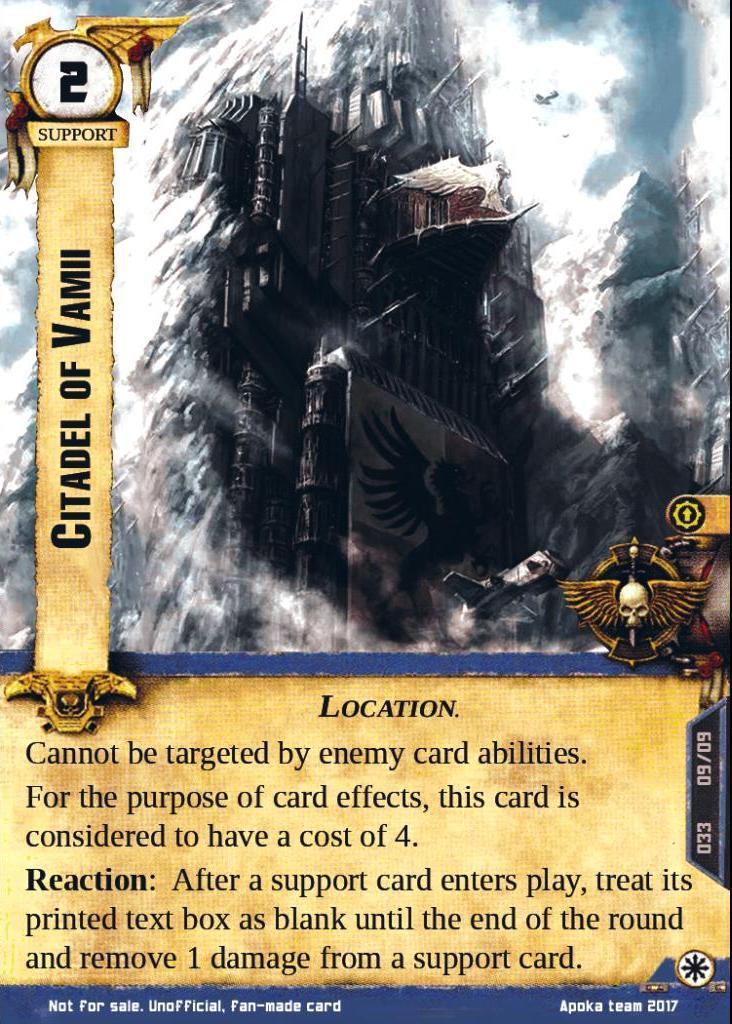 2
SUPPORT
CITADEL OF VAMII
LOCATION.
Cannot be targeted by enemy card abilities.
For the purpose of card effects, this card is
considered to have a cost of 4.
Reaction: After a support card enters play, treat its
printed text box as blank until the end of the round
and remove 1 damage from a support card.
033 09/09
Not for sale. Unofficial, fan-made card
Apoka team 2017